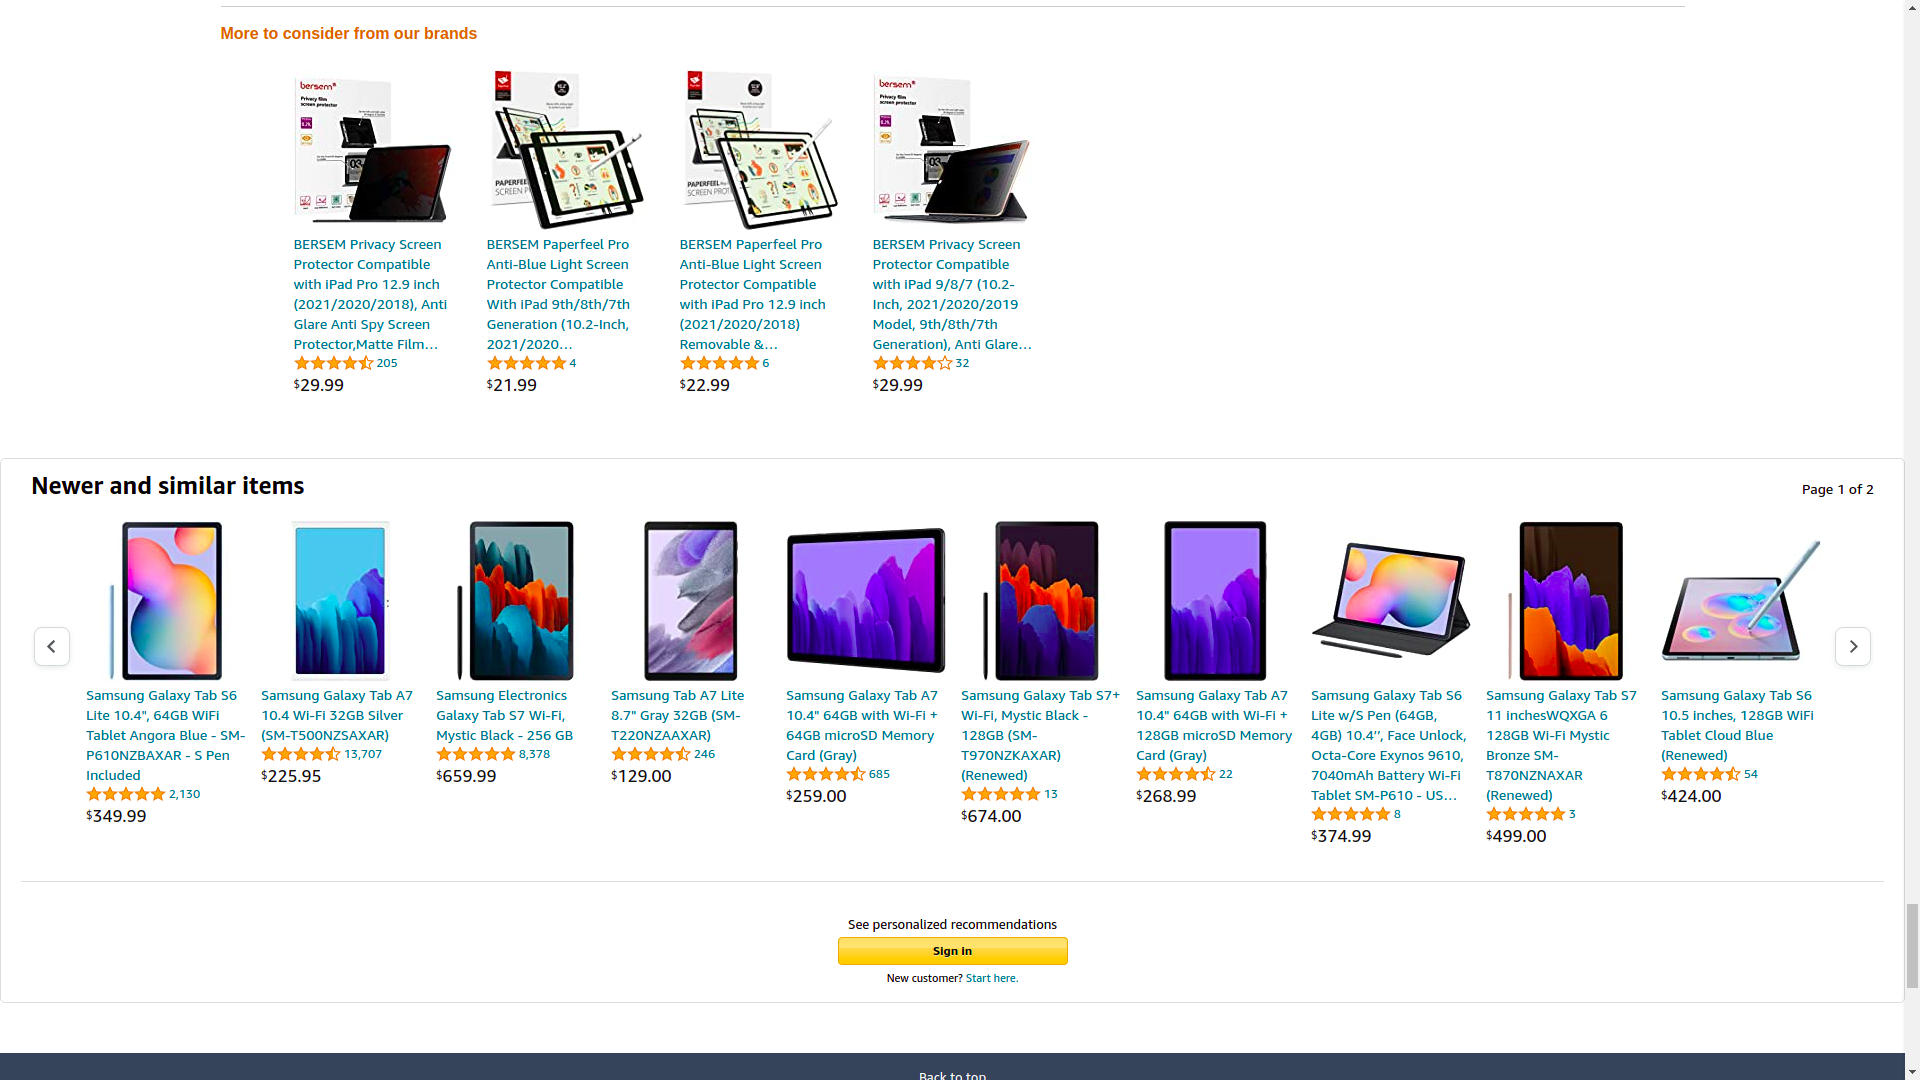 More to consider from our brands
bersem
Privacy film
screen protector
PAPERFEEL
SCREEN
PAPERFEEL
SCREEN
bersem
Privacy film
screen protector
BERSEM Privacy Screen
Protector Compatible
with iPad Pro 12.9 inch
(2021/2020/2018), Anti
Glare Anti Spy Screen
Protector,Matte Film…
205
$29.99
BERSEM Paperfeel Pro
Anti-Blue Light Screen
Protector Compatible
With iPad 9th/8th/7th
Generation (10.2-Inch,
2021/2020…
4
$21.99
BERSEM Paperfeel Pro
Anti-Blue Light Screen
Protector Compatible
with iPad Pro 12.9 inch
(2021/2020/2018)
Removable &…
6
$22.99
BERSEM Privacy Screen
Protector Compatible
with iPad 9/8/7 (10.2-
Inch, 2021/2020/2019
Model, 9th/8th/7th
Generation), Anti Glare…
32
$29.99
Newer and similar items
Page 1 of 2
Samsung Galaxy Tab S6
Lite 10.4", 64GB WiFi
Tablet Angora Blue - SM-
P610NZBAXAR - S Pen
Included
2,130
$349.99
Samsung Galaxy Tab A7
10.4 Wi-Fi 32GB Silver
(SM-T500NZSAXAR)
13,707
$225.95
Samsung Electronics
Galaxy Tab S7 Wi-Fi,
Mystic Black - 256 GB
8,378
$659.99
Samsung Tab A7 Lite
8.7" Gray 32GB (SM-
T220NZAAXAR)
246
$129.00
Samsung Galaxy Tab A7
10.4" 64GB with Wi-Fi +
64GB microSD Memory
Card (Gray)
685
$259.00
Samsung Galaxy Tab S7+
Wi-Fi, Mystic Black -
128GB (SM-
T970NZKAXAR)
(Renewed)
13
$674.00
Samsung Galaxy Tab A7
10.4" 64GB with Wi-Fi +
128GB microSD Memory
Card (Gray)
22
$268.99
Samsung Galaxy Tab S6
Lite w/S Pen (64GB,
4GB) 10.4’’, Face Unlock,
Octa-Core Exynos 9610,
7040mAh Battery Wi-Fi
Tablet SM-P610 - US…
8
$374.99
Samsung Galaxy Tab S7
11 inchesWQXGA 6
128GB Wi-Fi Mystic
Bronze SM-
T870NZNAXAR
(Renewed)
3
$499.00
Samsung Galaxy Tab S6
10.5 inches, 128GB WiFi
Tablet Cloud Blue
(Renewed)
54
$424.00
See personalized recommendations
Sign in
New customer? Start here.
Back to top